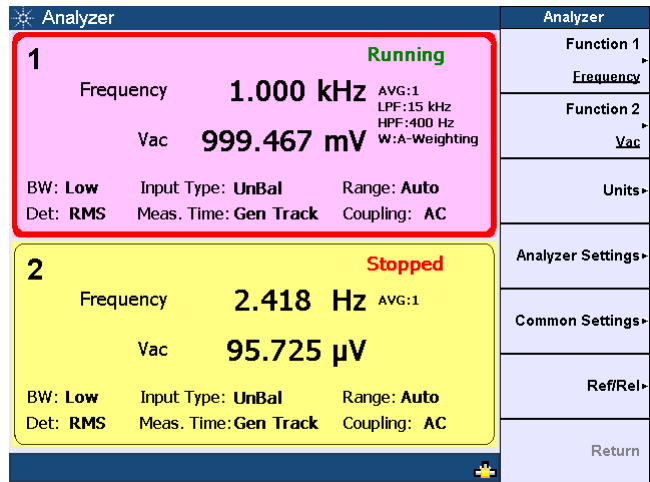 Analyzer
1
Running
Frequency 1.000 kHz AVG:1
LPF:15 kHz
HPF:400 Hz
Vac 999.467 mV W:A-Weighting
BW: Low Input Type: UnBal Range: Auto
Det: RMS Meas. Time: Gen Track Coupling: AC
2
Stopped
Frequency 2.418 Hz AVG:1
Vac 95.725 µV
BW: Low Input Type: UnBal Range: Auto
Det: RMS Meas. Time: Gen Track Coupling: AC
Analyzer
Function 1
Frequency
Function 2
Vac
Units
Analyzer Settings
Common Settings
Ref/Rel
Return